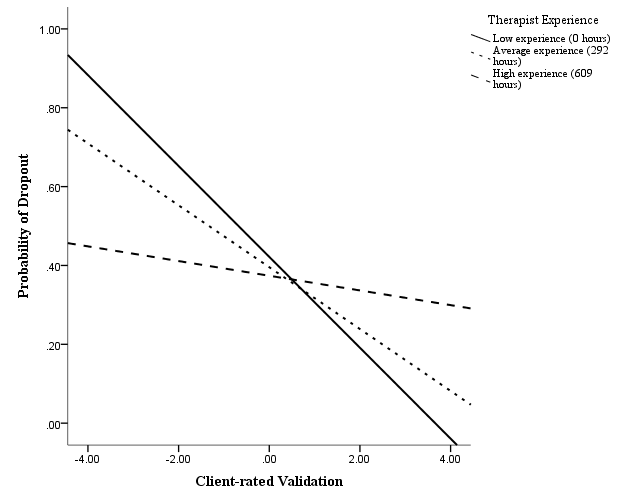 Therapist Experience
Low experience (0 hours)
Average experience (292
hours)
High experience (609
hours)
1.00
.80
.60
.40
.20
.00
Probability of Dropout
-4.00 -2.00 .00 2.00 4.00
Client-rated Validation